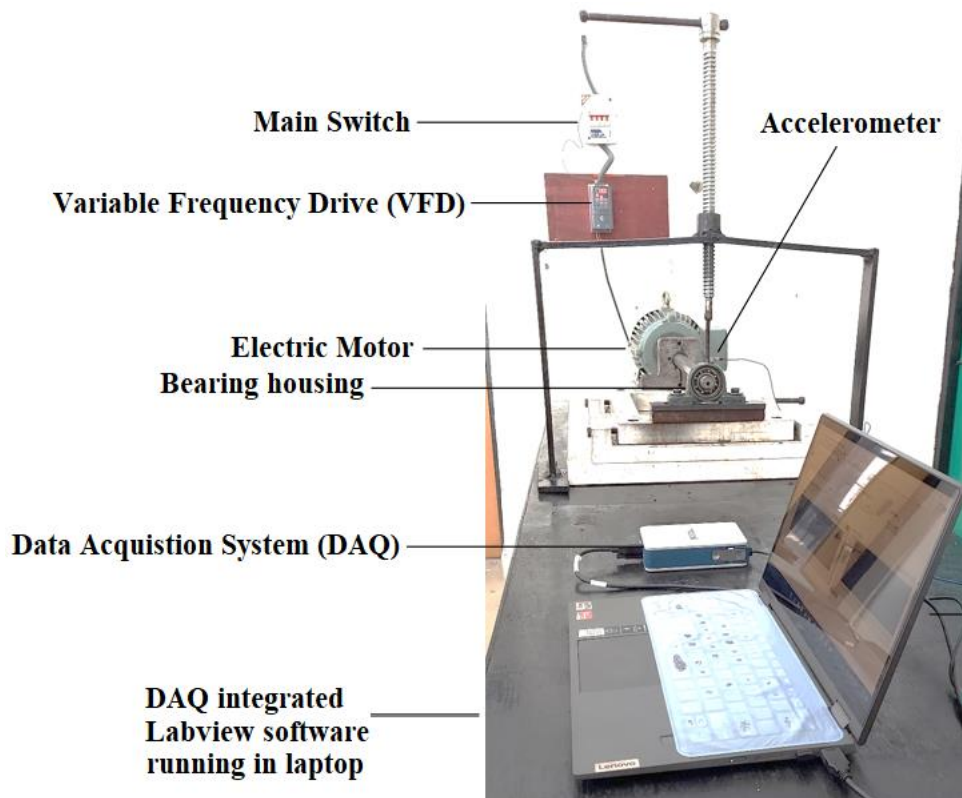 Main Switch
Accelerometer
Variable Frequency Drive (VFD)
Electric Motor
Bearing housing
Data Acquistion System (DAQ)
DAQ integrated
Labview software
running in laptop
Lenovo